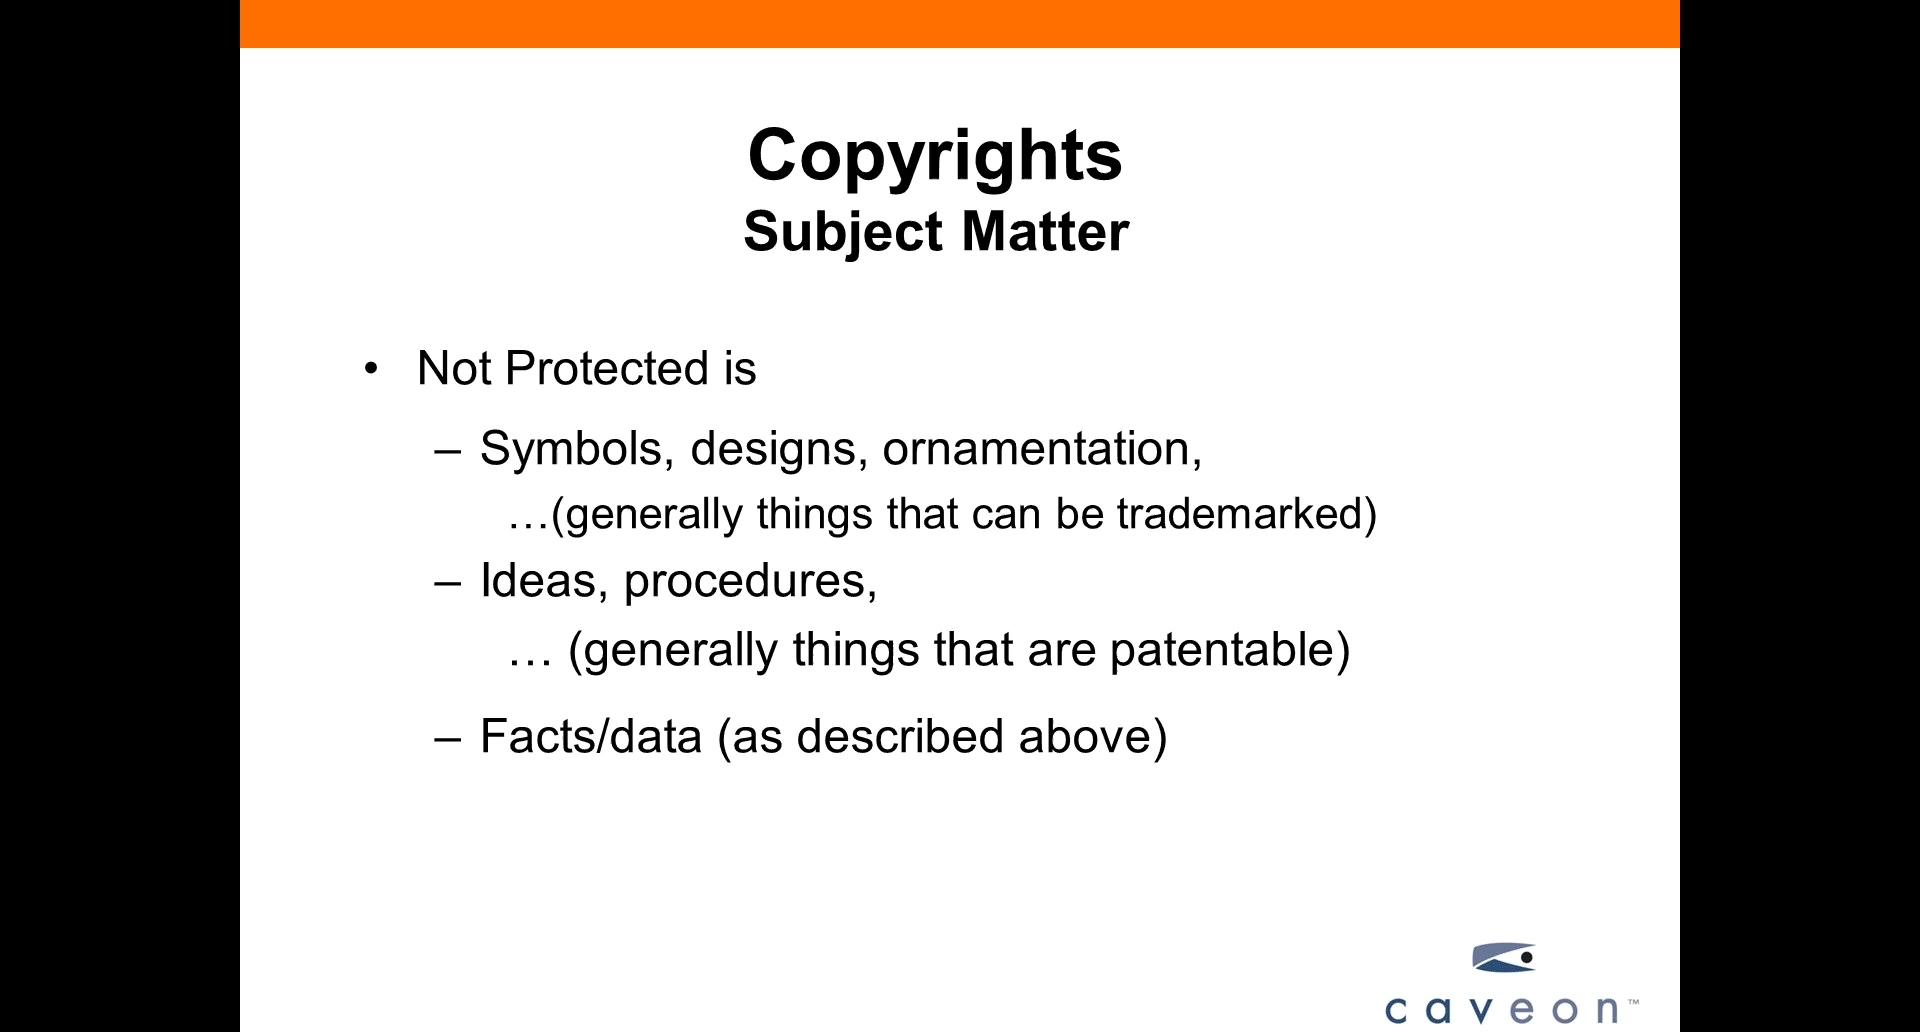 Copyrights
Subject Matter
• Not Protected is
– Symbols, designs, ornamentation,
…(generally things that can be trademarked)
– Ideas, procedures,
… (generally things that are patentable)
– Facts/data (as described above)
caveon™